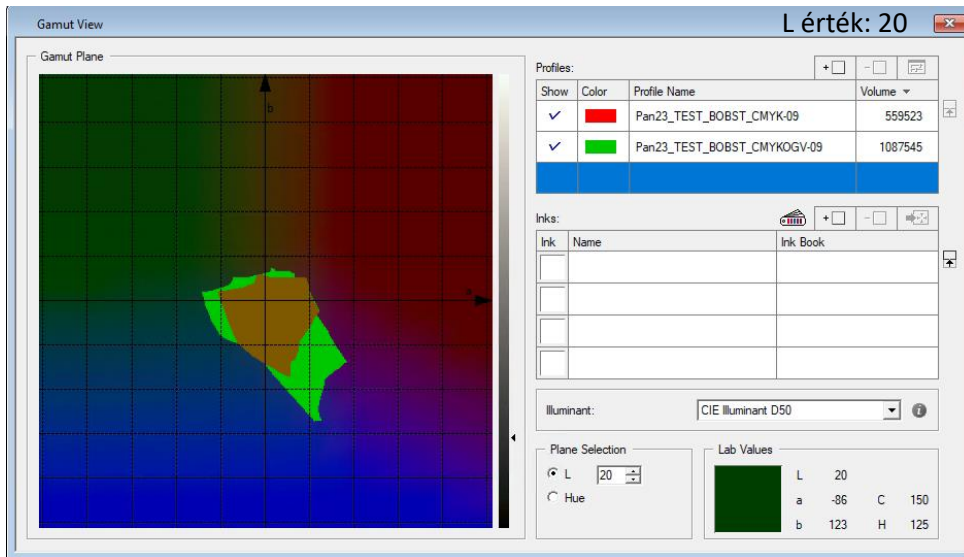 Gamut View
L érték: 20
Gamut Plane
b
a
Profiles:
Show Color Profile Name Volume
Pan23_TEST_BOBST_CMYK-09 559523
Pan23_TEST_BOBST_CMYKOGV-09 1087545
Inks:
Ink Name Ink Book
Illuminant: CIE Illuminant D50
Plane Selection
L 20
Hue
Lab Values
L 20
a -86 C 150
b 123 H 125